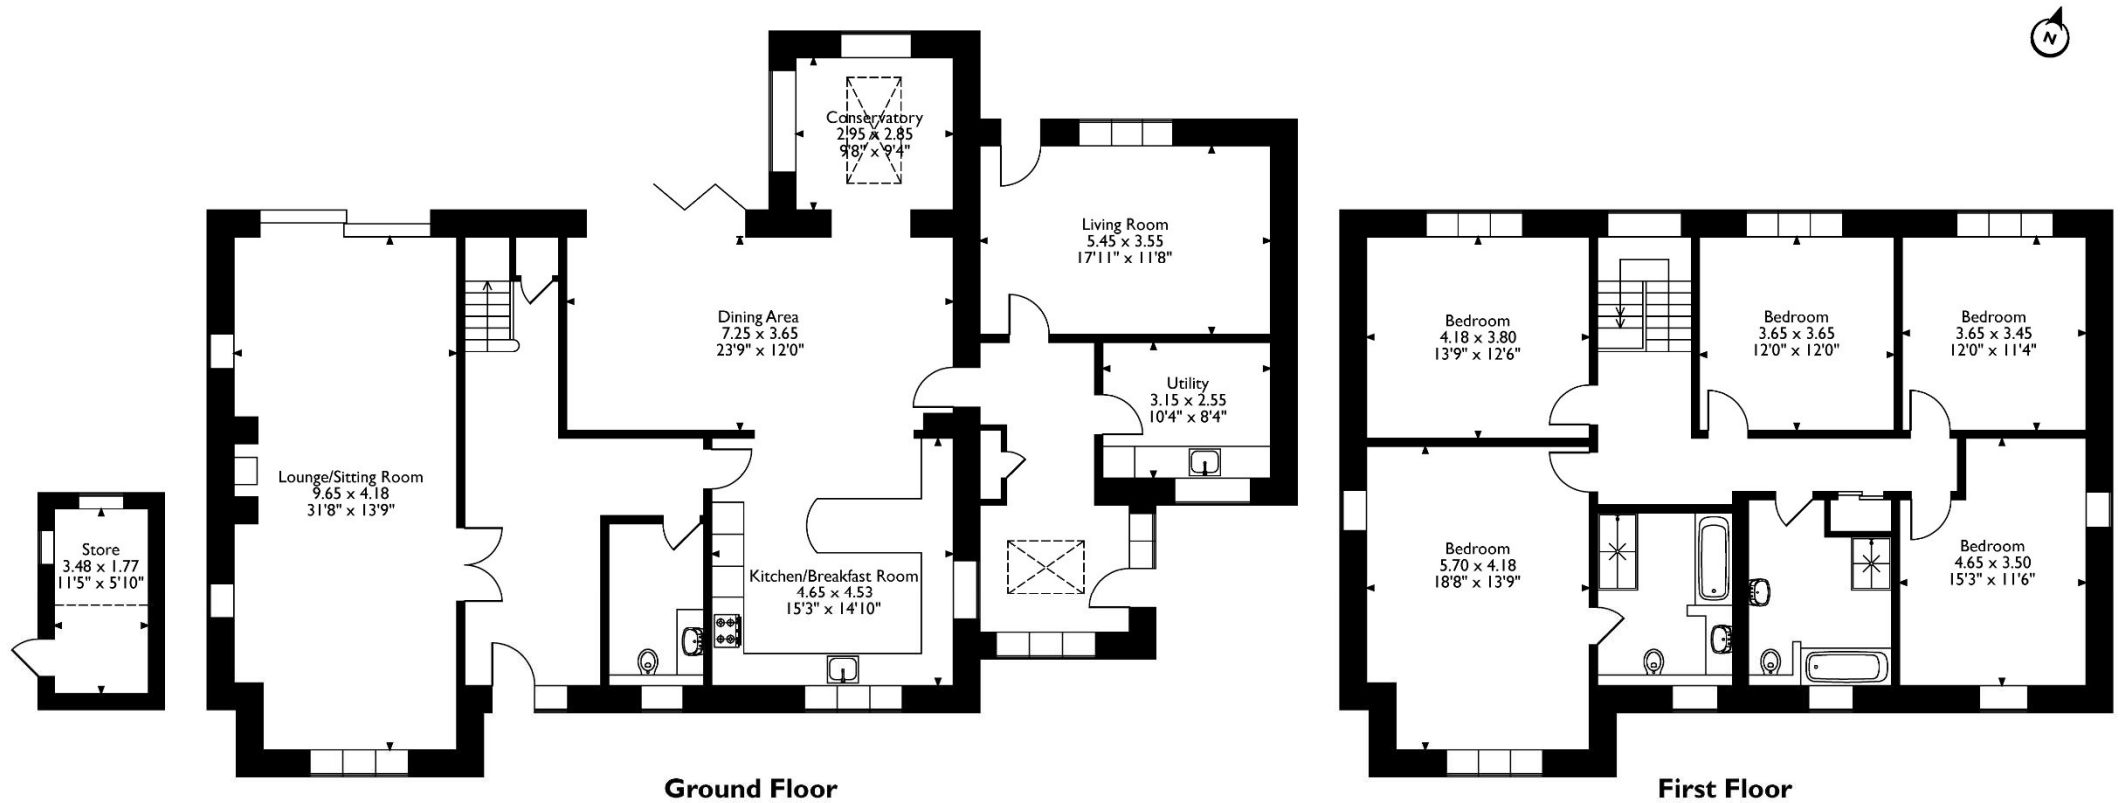 N
Conservatory
2.95 x 2.85
9'8" x 9'4"
Living Room
5.45 x 3.55
17'11" x 11'8"
Dining Area
7.25 x 3.65
23'9" x 12'0"
Utility
3.15 x 2.55
10'4" x 8'4"
Lounge/Sitting Room
9.65 x 4.18
31'8" x 13'9"
Store
3.48 x 1.77
11'5" x 5'10"
Kitchen/Breakfast Room
4.65 x 4.53
15'3" x 14'10"
Ground Floor
Bedroom
4.18 x 3.80
13'9" x 12'6"
Bedroom
3.65 x 3.65
12'0" x 12'0"
Bedroom
3.65 x 3.45
12'0" x 11'4"
Bedroom
5.70 x 4.18
18'8" x 13'9"
Bedroom
4.65 x 3.50
15'3" x 11'6"
First Floor